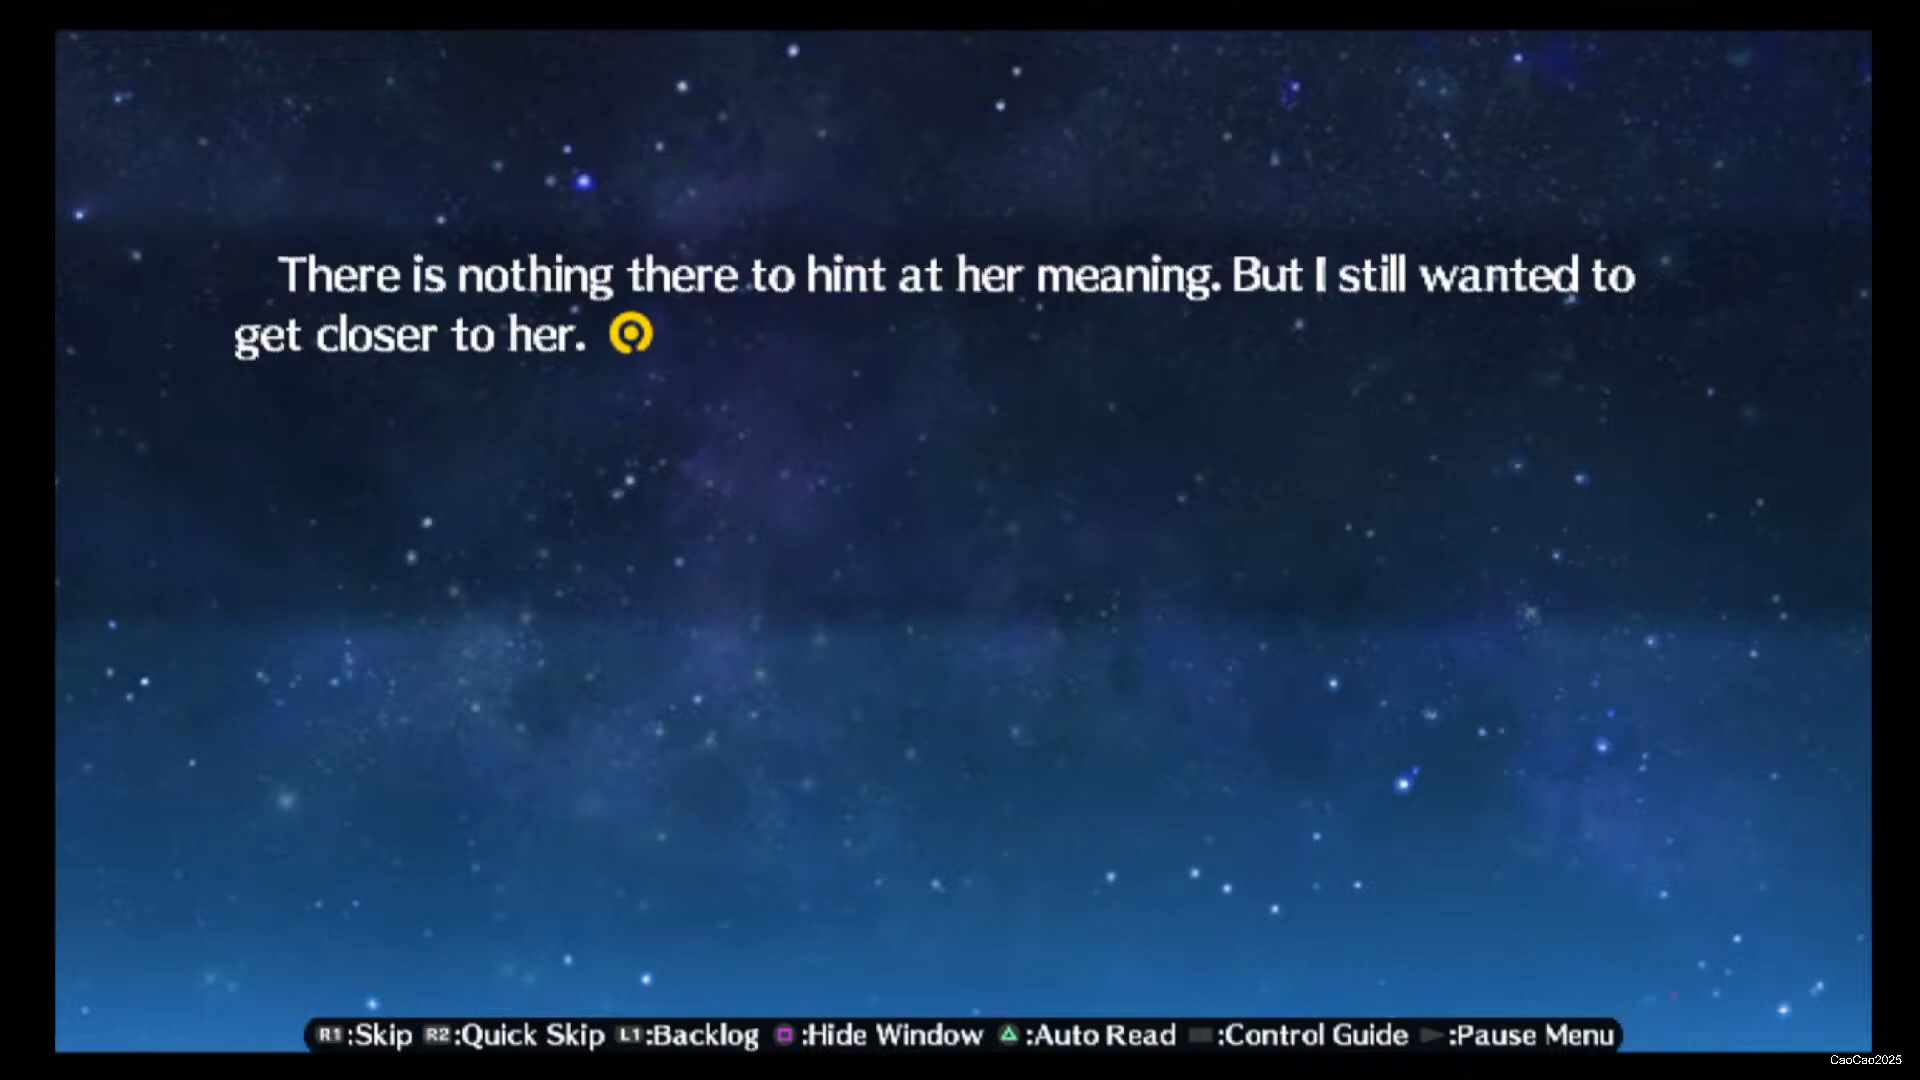 There is nothing there to hint at her meaning. But I still wanted to
get closer to her.
R1:Skip R2:Quick Skip L1:Backlog :Hide Window :Auto Read :Control Guide :Pause Menu
CaoCao2025